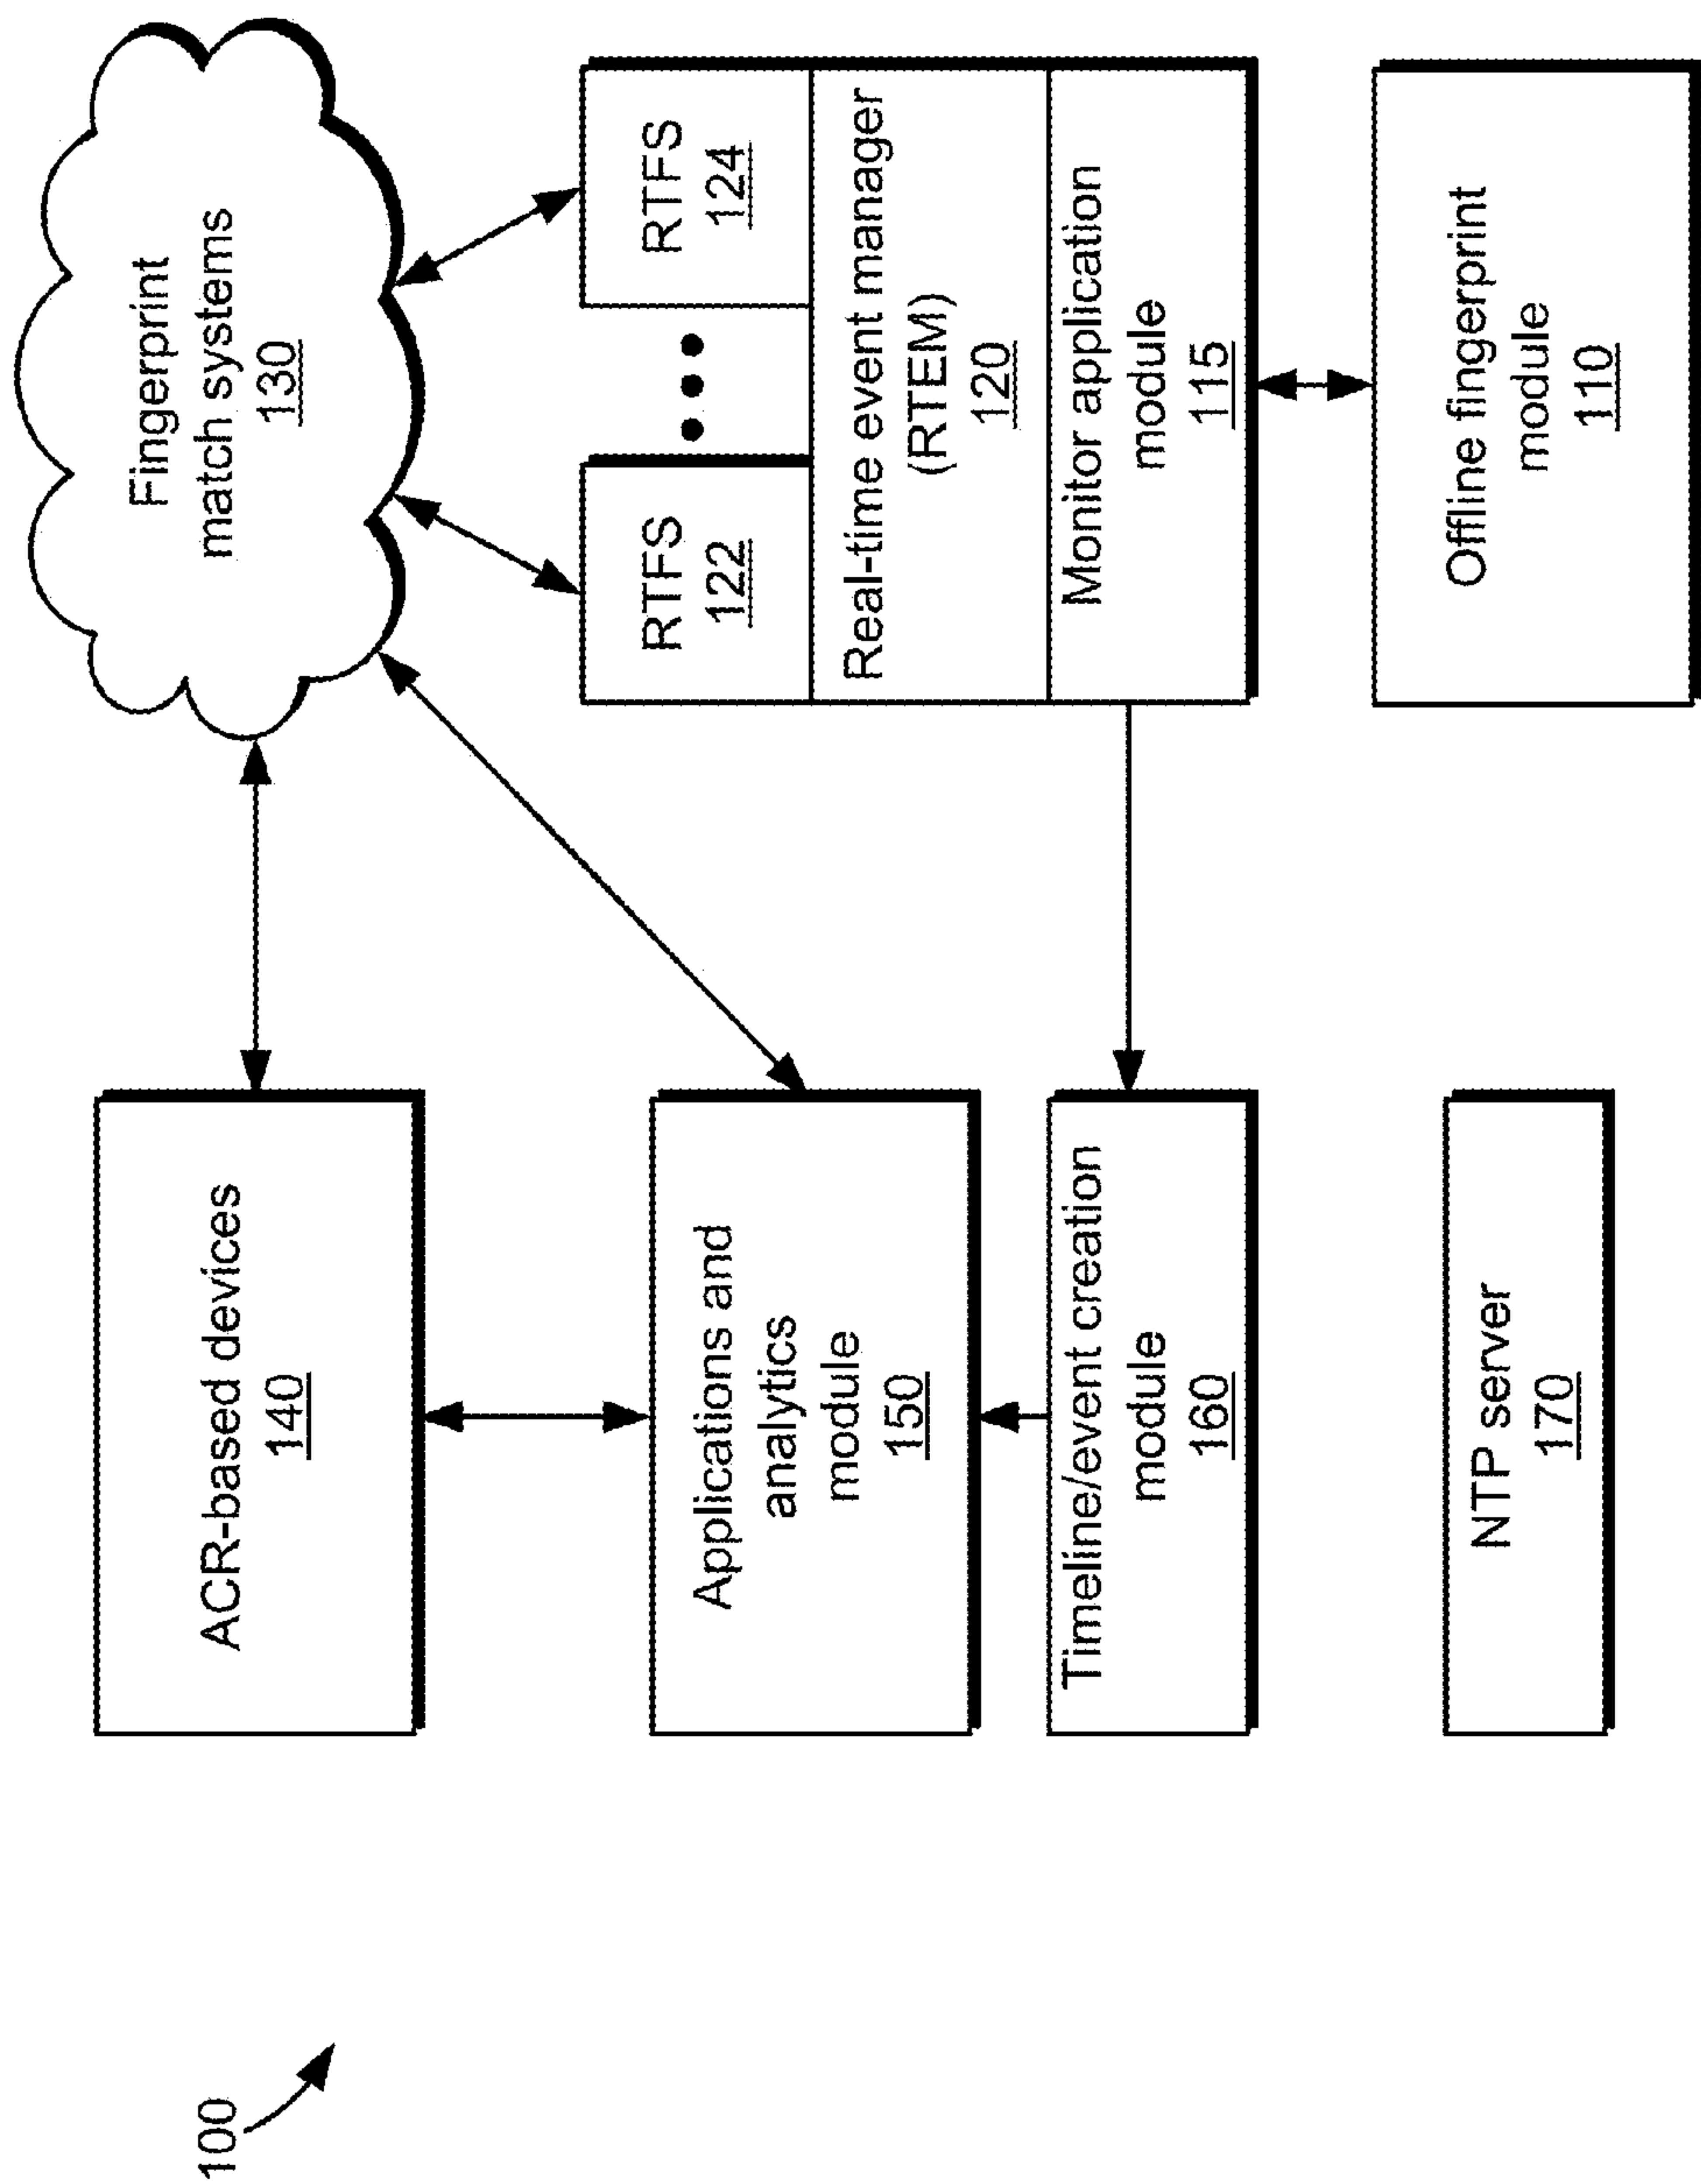 100
ACR-based devices
140
Applications and
analytics
module
150
Timeline/event creation
module
160
NTP server
170
Fingerprint
match systems
130
RTFS
122
RTFS
124
Real-time event manager
(RTEM)
120
Monitor application
module
115
Offline fingerprint
module
110